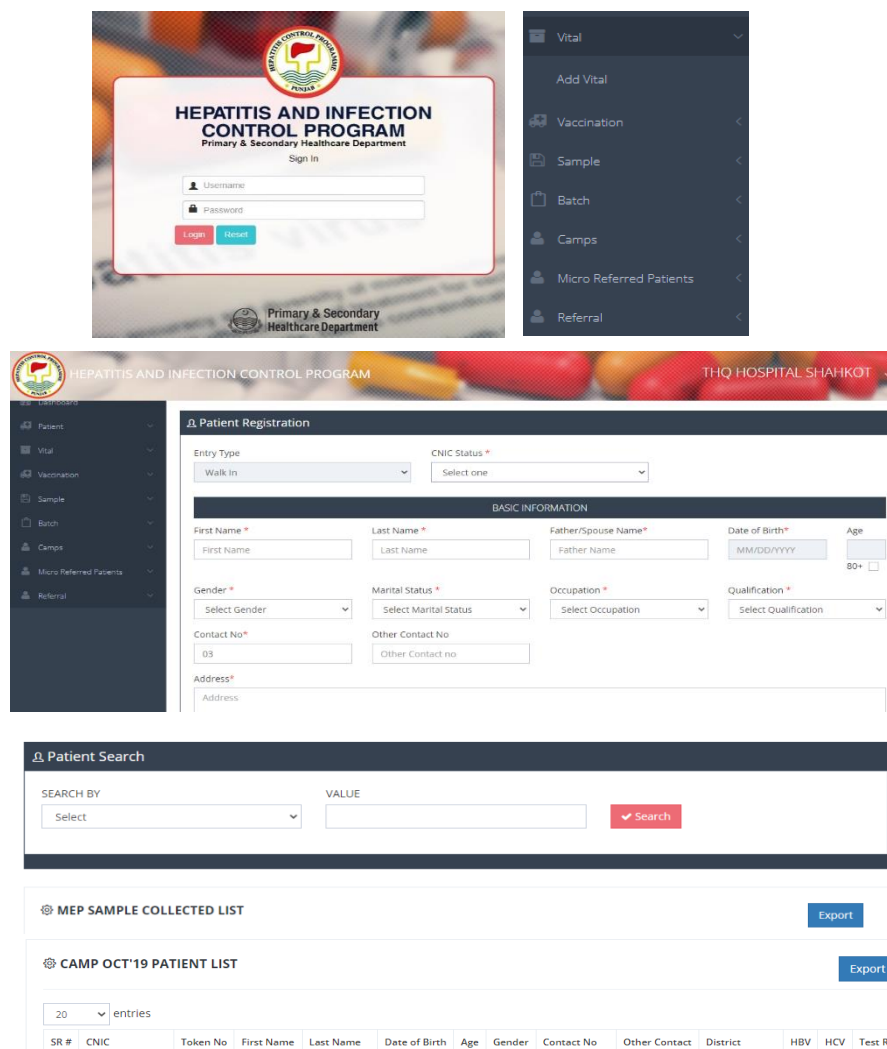 HEPATITIS CONTROL PROGRAMME
PUNJAB
HEPATITIS AND INFECTION
CONTROL PROGRAM
Primary & Secondary Healthcare Department
Sign In
Username
Password
Login Reset
Primary & Secondary
Healthcare Department
Vital
Add Vital
Vaccination
Sample
Batch
Camps
Micro Referred Patients
Referral
HEPATITIS AND INFECTION CONTROL PROGRAM
THQ HOSPITAL SHAHKOT
Dashboard
Patient
Vital
Vaccination
Sample
Batch
Camps
Micro Referred Patients
Referral
Patient Registration
Entry Type CNIC Status *
Walk In Select one
BASIC INFORMATION
First Name * Last Name * Father/Spouse Name* Date of Birth* Age
First Name Last Name Father Name MM/DD/YYYY
80+
Gender * Marital Status * Occupation * Qualification *
Select Gender Select Marital Status Select Occupation Select Qualification
Contact No* Other Contact No
03 Other Contact no
Address*
Address
Patient Search
SEARCH BY VALUE
Select Search
MEP SAMPLE COLLECTED LIST Export
CAMP OCT'19 PATIENT LIST Export
20 entries
SR # CNIC Token No First Name Last Name Date of Birth Age Gender Contact No Other Contact District HBV HCV Test R